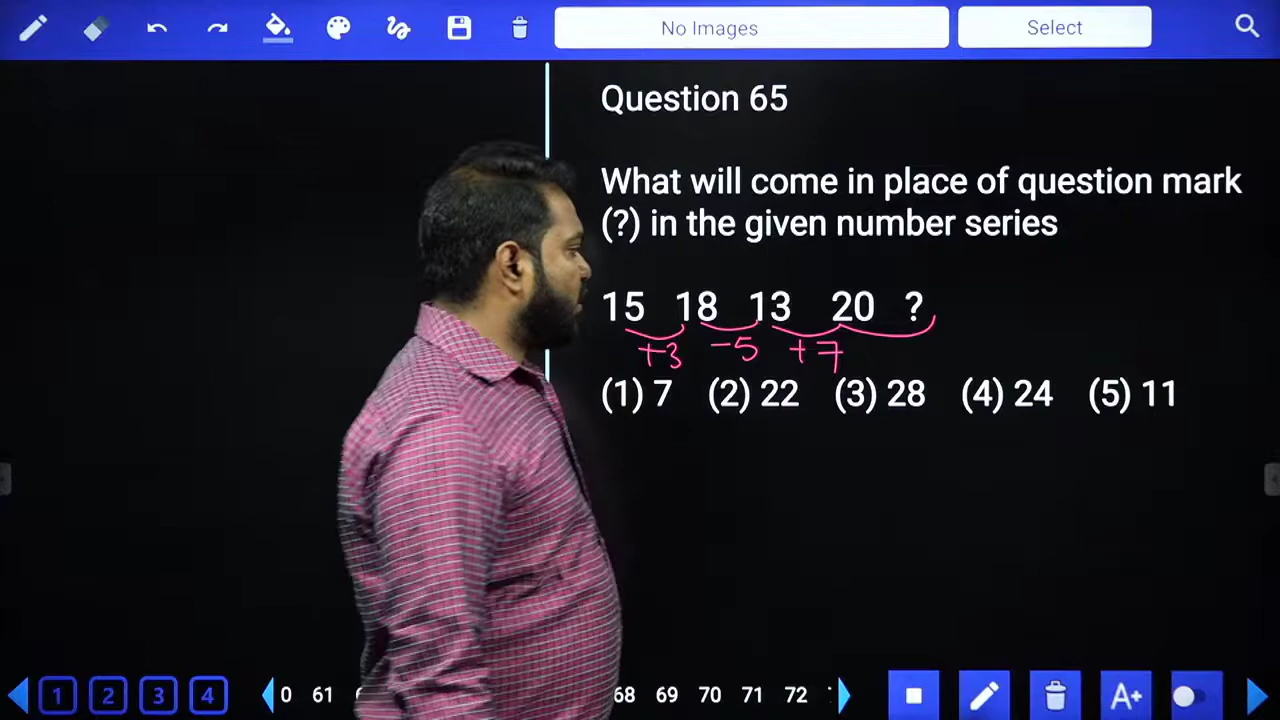 No Images
Select
Question 65
What will come in place of question mark
(?) in the given number series
15 18 13 20 ?
+3 -5 +7
(1) 7 (2) 22 (3) 28 (4) 24 (5) 11
1 2 3 4 0 61 68 69 70 71 72
A+